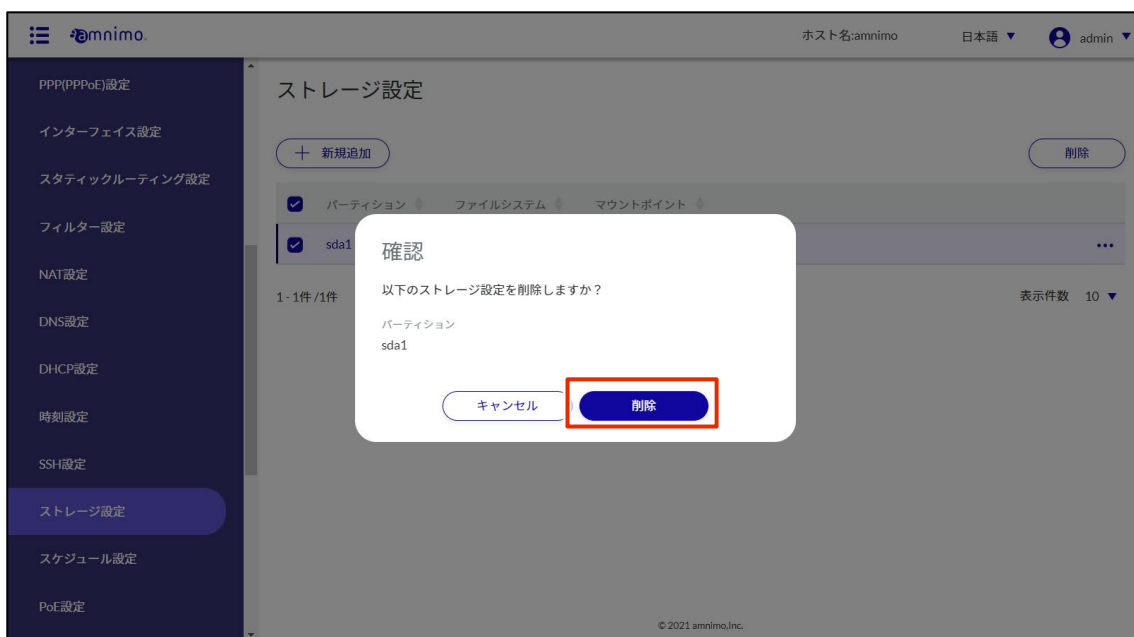 amnimo.
ホスト名:amnimo
日本語 ▼
admin ▼
PPP(PPPoE)設定
インターフェイス設定
スタティックルーティング設定
フィルター設定
NAT設定
DNS設定
DHCP設定
時刻設定
SSH設定
ストレージ設定
スケジュール設定
PoE設定
ストレージ設定
＋ 新規追加
削除
パーティション
ファイルシステム
マウントポイント
sda1
•••
1 - 1件 /1件
表示件数 10 ▼
確認
以下のストレージ設定を削除しますか？
パーティション
sda1
キャンセル
削除
© 2021 amnimo,Inc.